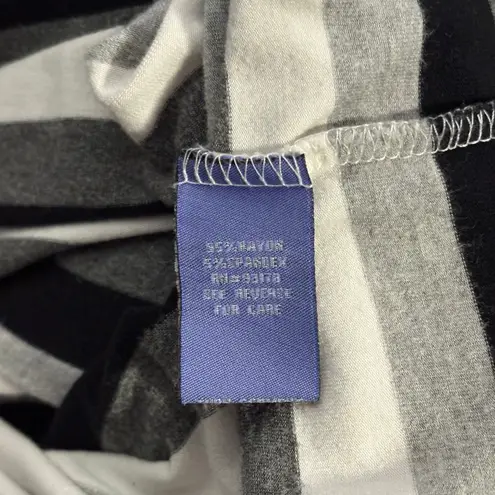 95%RAYON
5%SPANDEX
RN#93178
SEE REVERSE
FOR CARE